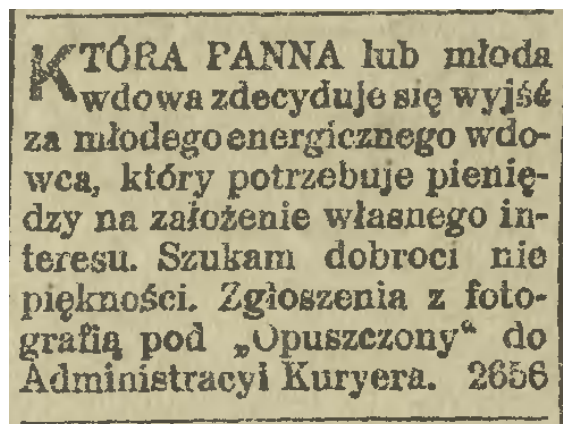 KTÓRA PANNA lub młoda
wdowa zdecyduje się wyjść
za młodego energicznego wdo-
wca, który potrzebuje pienię-
dzy na założenie własnego in-
teresu. Szukam dobroci nie
piękności. Zgłoszenia z foto-
grafią pod „Opuszczony“ do
Administracyi Kuryera. 2656